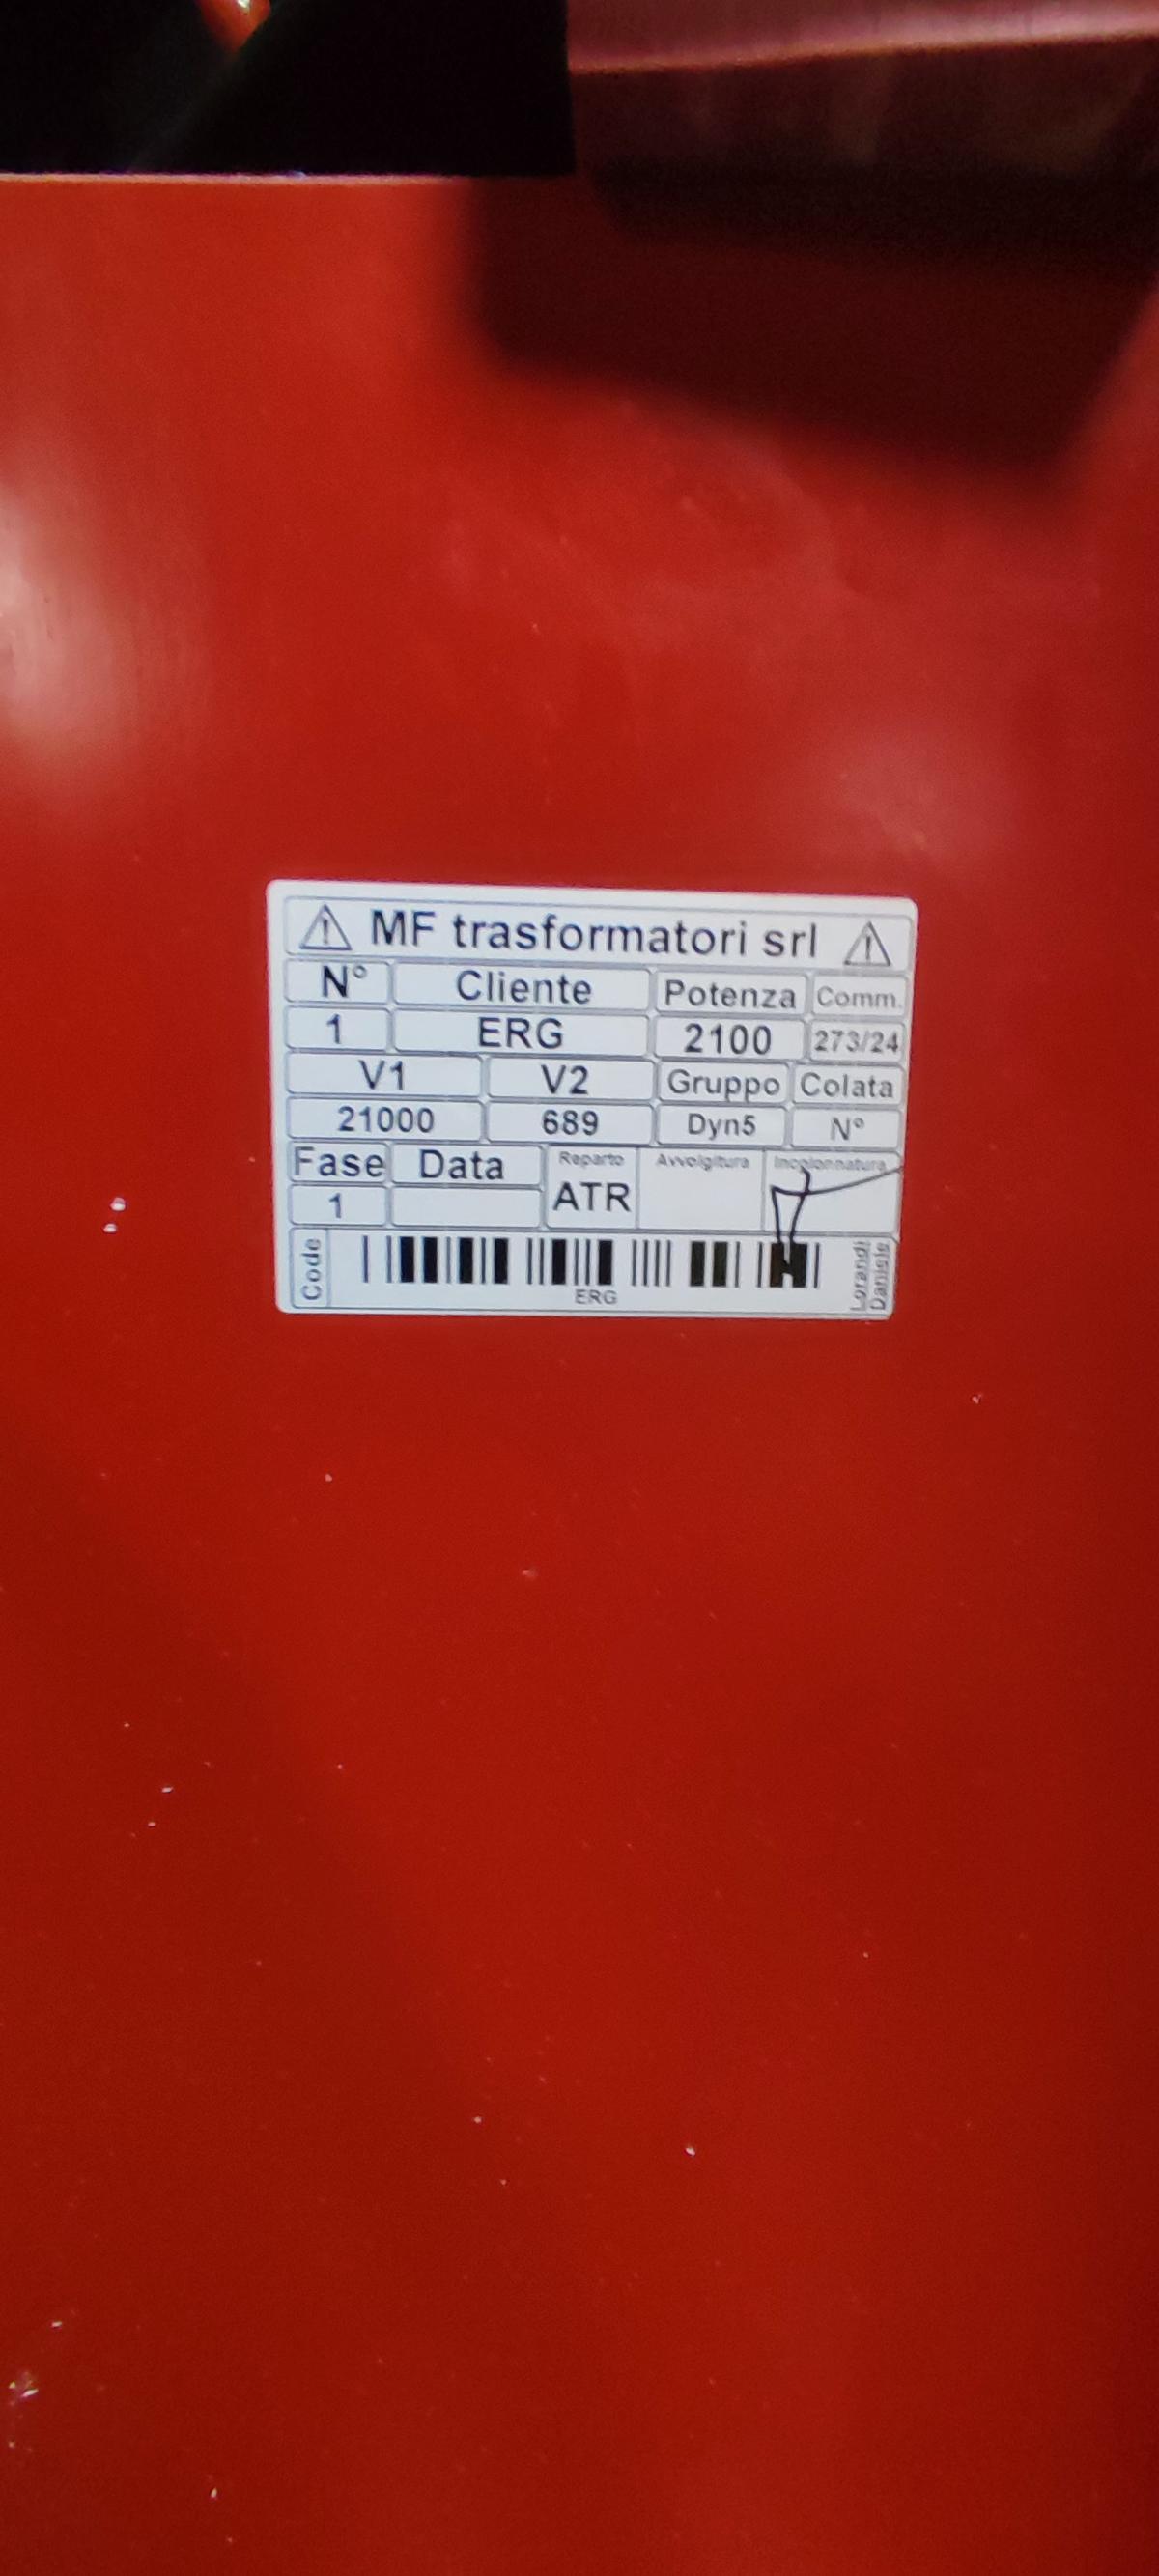 MF trasformatori srl
N° Cliente Potenza Comm.
1 ERG 2100 273/24
V1 V2 Gruppo Colata
21000 689 Dyn5 N°
Fase Data Reparto Avvolgitura Incolonnatura
1 ATR
Code
ERG
Lorandi
Daniele